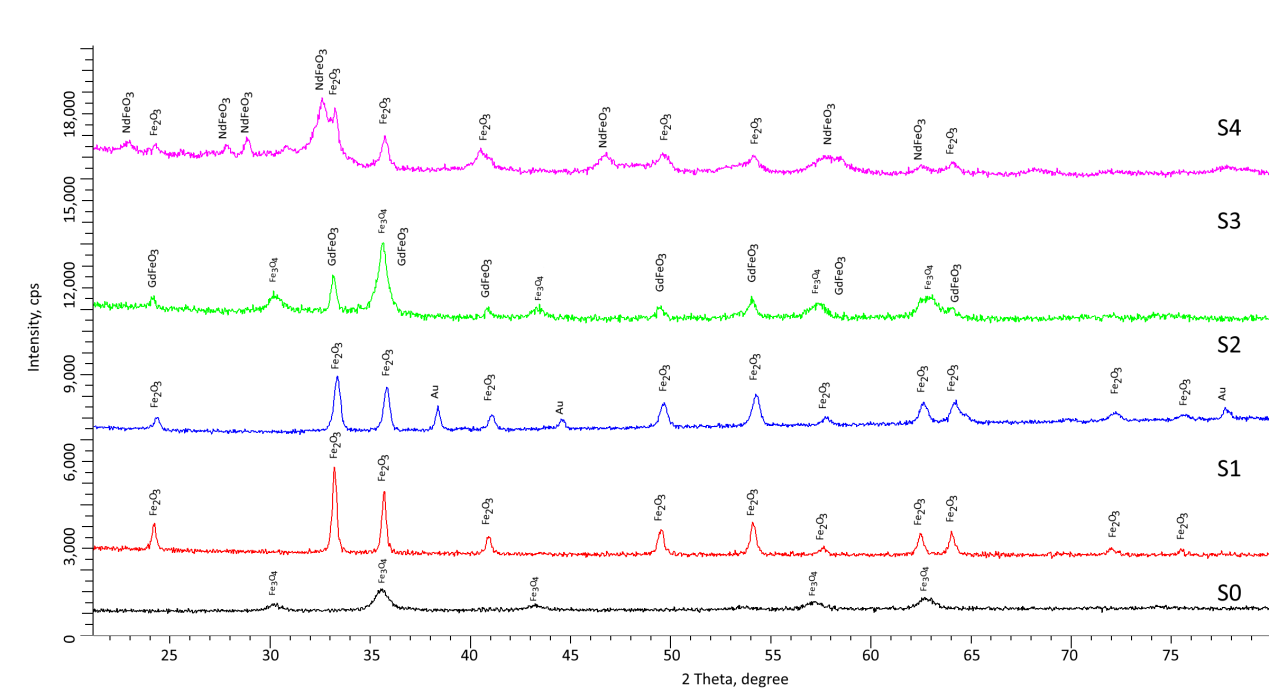 NdFeO3
Fe2O3
NdFeO3
NdFeO3
NdFeO3
Fe2O3
Fe2O3
Fe2O3
NdFeO3
Fe2O3
Fe2O3
NdFeO3
NdFeO3
Fe2O3
S4
GdFeO3
Fe3O4
GdFeO3
Fe3O4
GdFeO3
GdFeO3
Fe3O4
GdFeO3
GdFeO3
Fe3O4
GdFeO3
Fe3O4
GdFeO3
S3
Fe2O3
Fe2O3
Fe2O3
Au
Fe2O3
Au
Fe2O3
Fe2O3
Fe2O3
Fe2O3
Fe2O3
Fe2O3
Fe2O3
Au
S2
Fe2O3
Fe2O3
Fe2O3
Fe2O3
Fe2O3
Fe2O3
Fe2O3
Fe2O3
Fe2O3
Fe2O3
Fe2O3
S1
Fe3O4
Fe3O4
Fe3O4
Fe3O4
Fe3O4
S0
Intensity, cps
18,000
15,000
12,000
9,000
6,000
3,000
0
25 30 35 40 45 50 55 60 65 70 75
2 Theta, degree